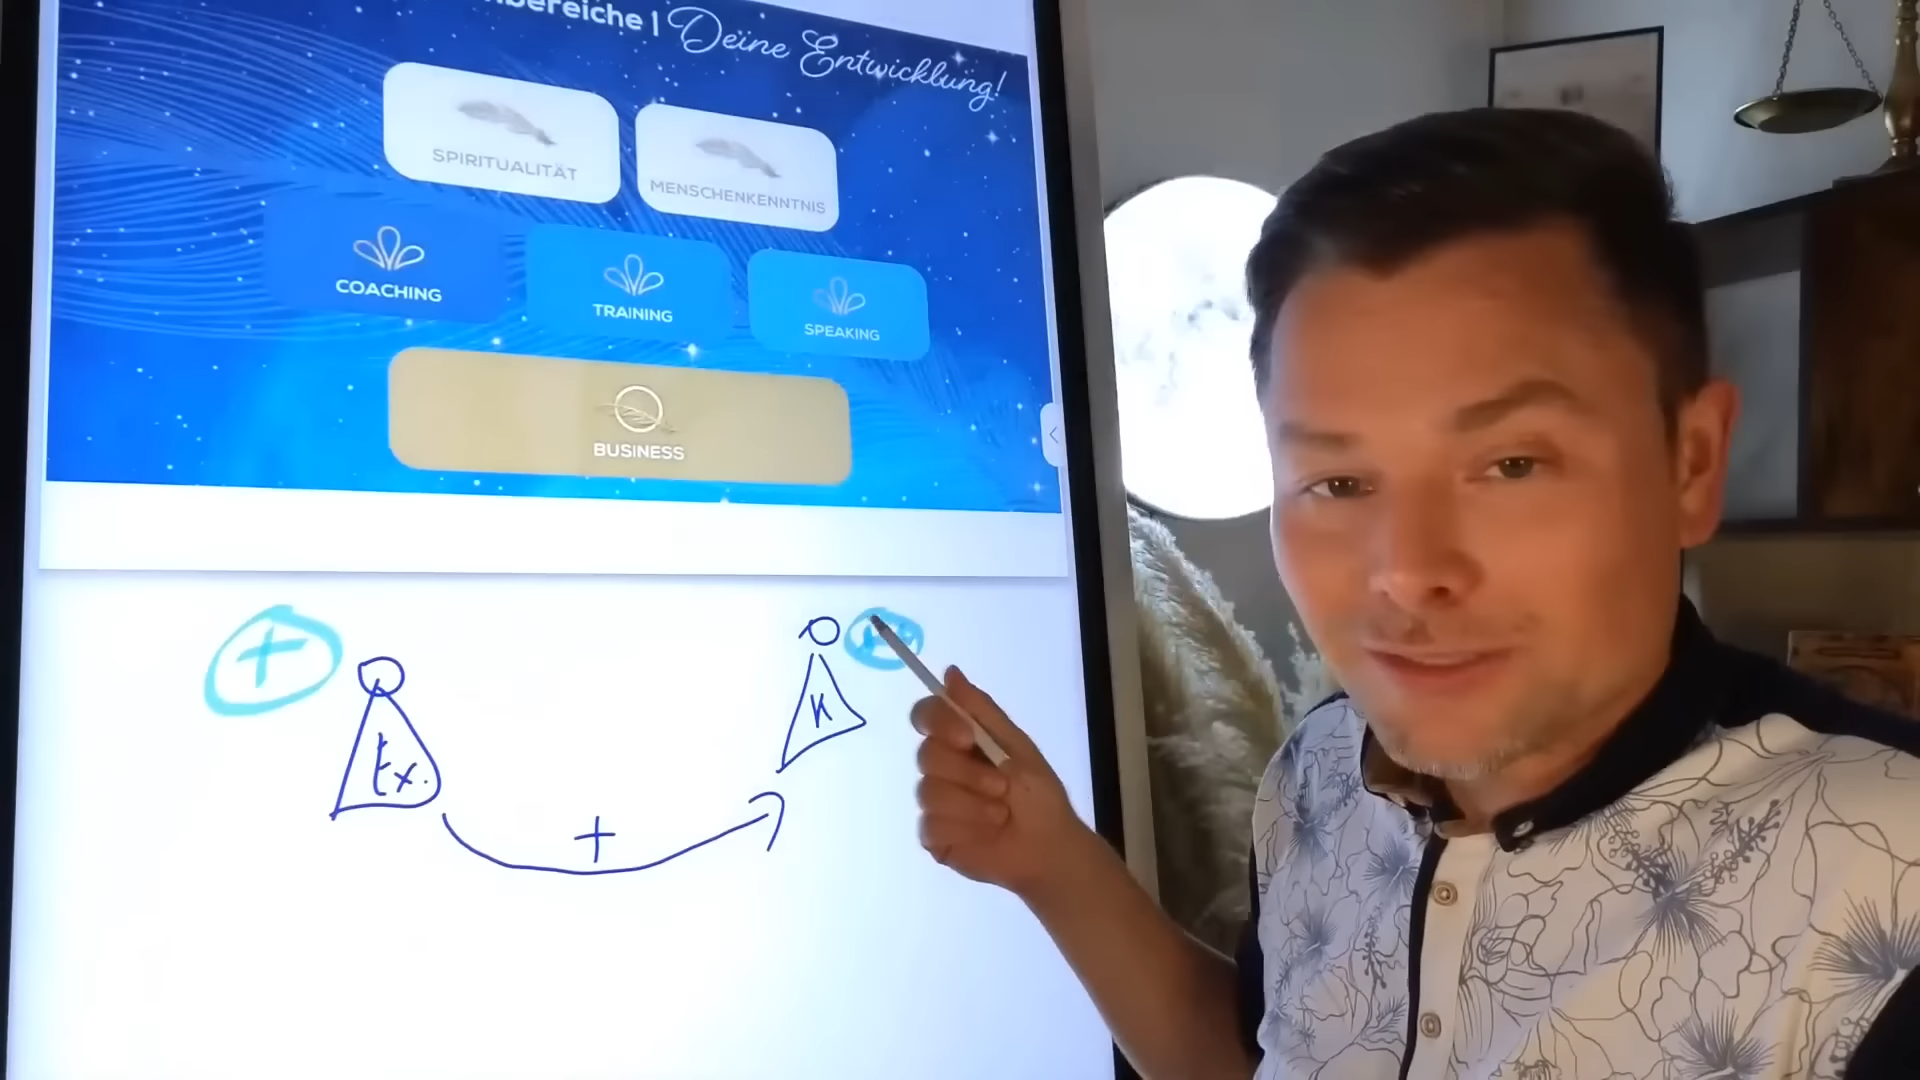 bereiche | Deine Entwicklung!
SPIRITUALITÄT
MENSCHENKENNTNIS
COACHING
TRAINING
SPEAKING
BUSINESS
+
Ex.
K
+